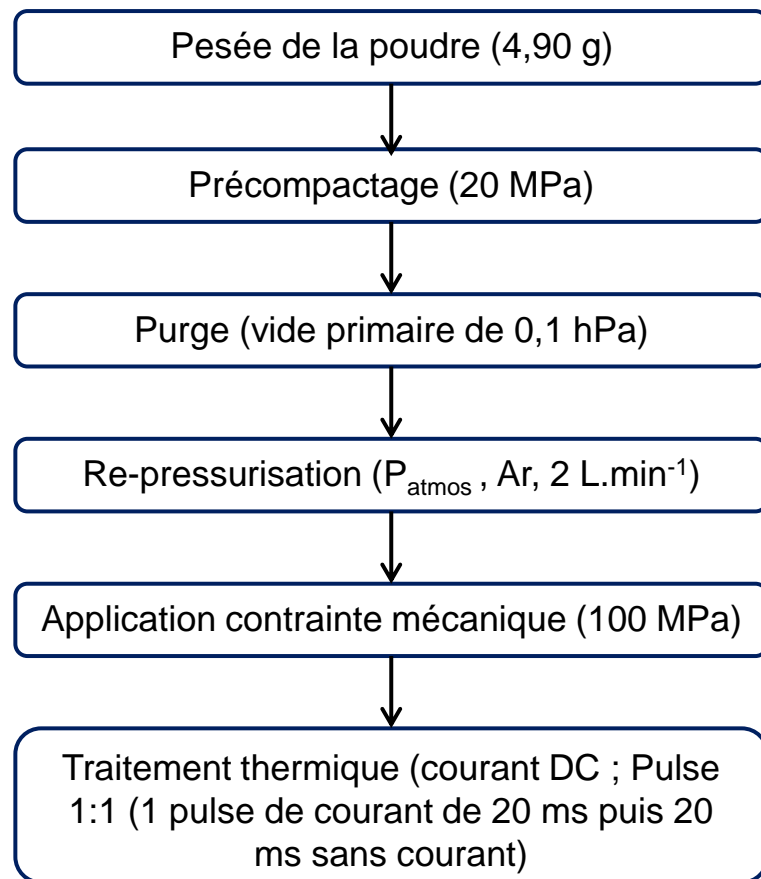 Pesée de la poudre (4,90 g)
Précompactage (20 MPa)
Purge (vide primaire de 0,1 hPa)
Re-pressurisation (Patmos , Ar, 2 L.min-1)
Application contrainte mécanique (100 MPa)
Traitement thermique (courant DC ; Pulse
1:1 (1 pulse de courant de 20 ms puis 20
ms sans courant)